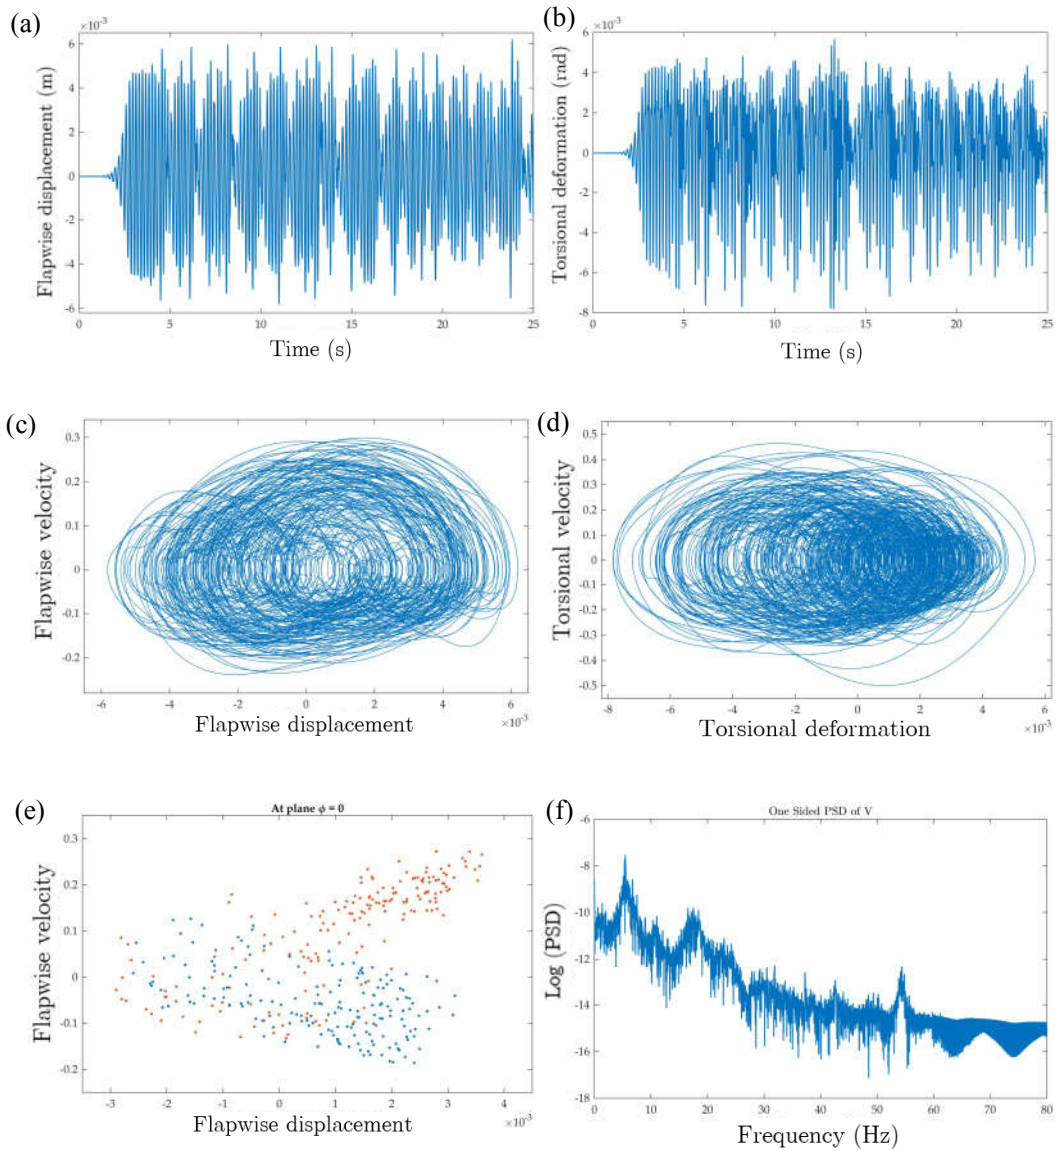 (a)
×10⁻³
6
4
2
0
-2
-4
-6
0 5 10 15 20 25
Flapwise displacement (m)
Time (s)
(b)
×10⁻³
6
4
2
0
-2
-4
-6
-8
0 5 10 15 20 25
Torsional deformation (rad)
Time (s)
(c)
0.3
0.2
0.1
0
-0.1
-0.2
-6 -4 -2 0 2 4 6
×10⁻³
Flapwise velocity
Flapwise displacement
(d)
0.5
0.4
0.3
0.2
0.1
0
-0.1
-0.2
-0.3
-0.4
-0.5
-8 -6 -4 -2 0 2 4 6
×10⁻³
Torsional velocity
Torsional deformation
(e)
At plane ϕ = 0
0.3
0.2
0.1
0
-0.1
-0.2
-3 -2 -1 0 1 2 3 4
×10⁻³
Flapwise velocity
Flapwise displacement
(f)
One Sided PSD of V
-6
-8
-10
-12
-14
-16
-18
0 10 20 30 40 50 60 70 80
Log (PSD)
Frequency (Hz)